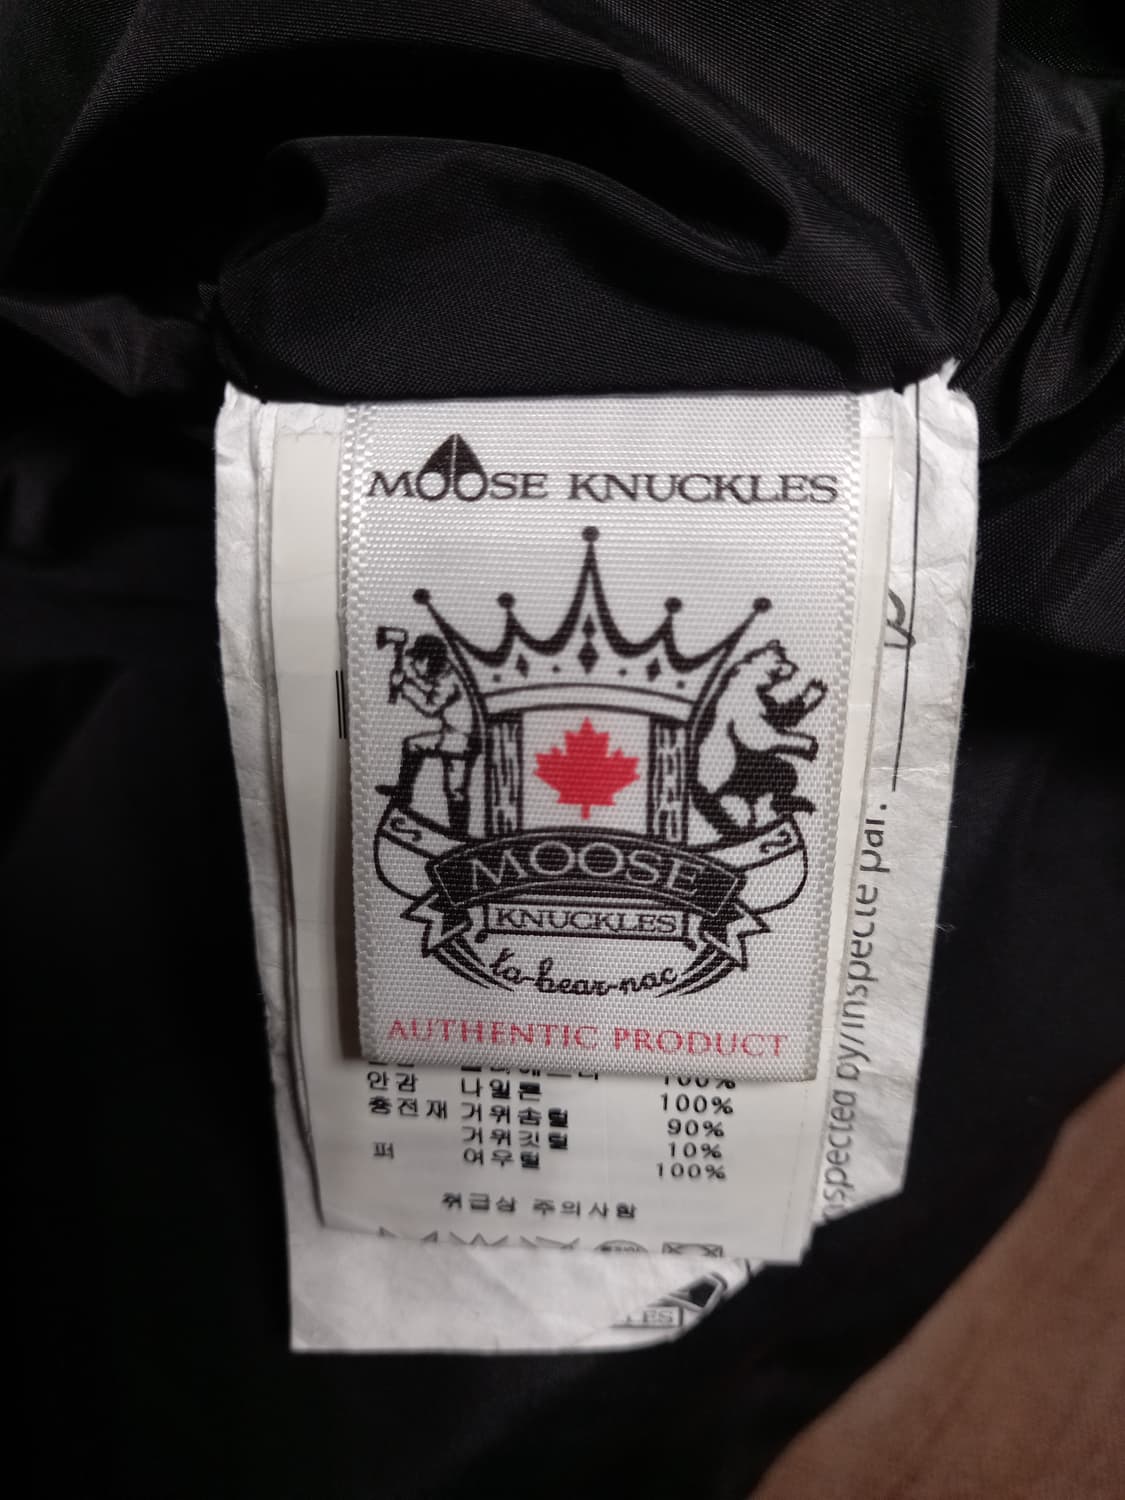 MOOSE KNUCKLES
MOOSE
KNUCKLES
to-bear-nac
AUTHENTIC PRODUCT
100%
안감 나일론 100%
충전재 거위솜털 90%
거위깃털 10%
퍼 여우털 100%
취급상 주의사항
inspected by/inspecté par: